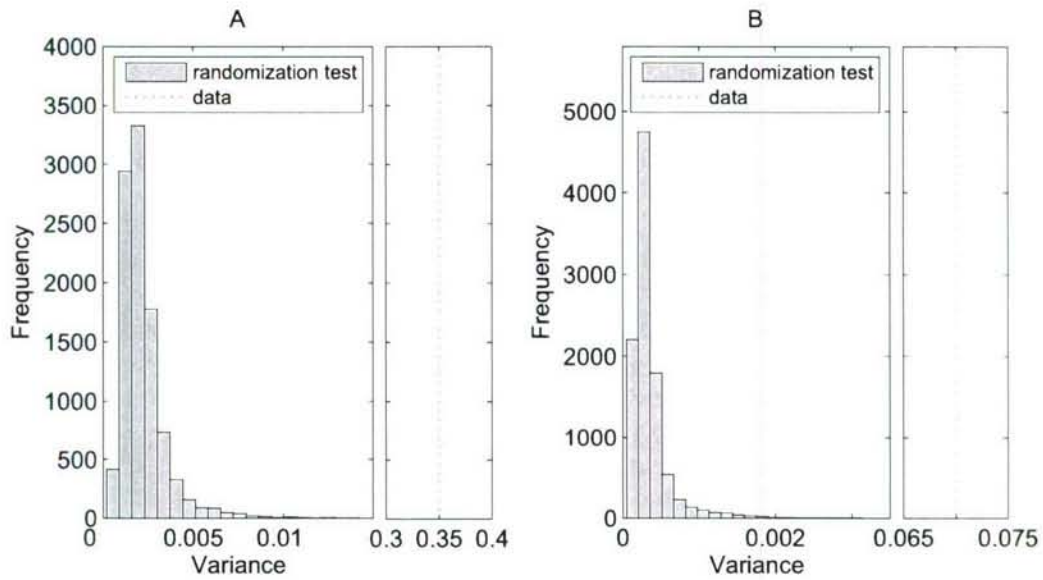 A
4000
3500
3000
2500
2000
1500
1000
500
0
Frequency
randomization test
data
0
0.005
0.01
0.3
0.35
0.4
Variance
B
5000
4000
3000
2000
1000
0
Frequency
randomization test
data
0
0.002
0.065
0.075
Variance